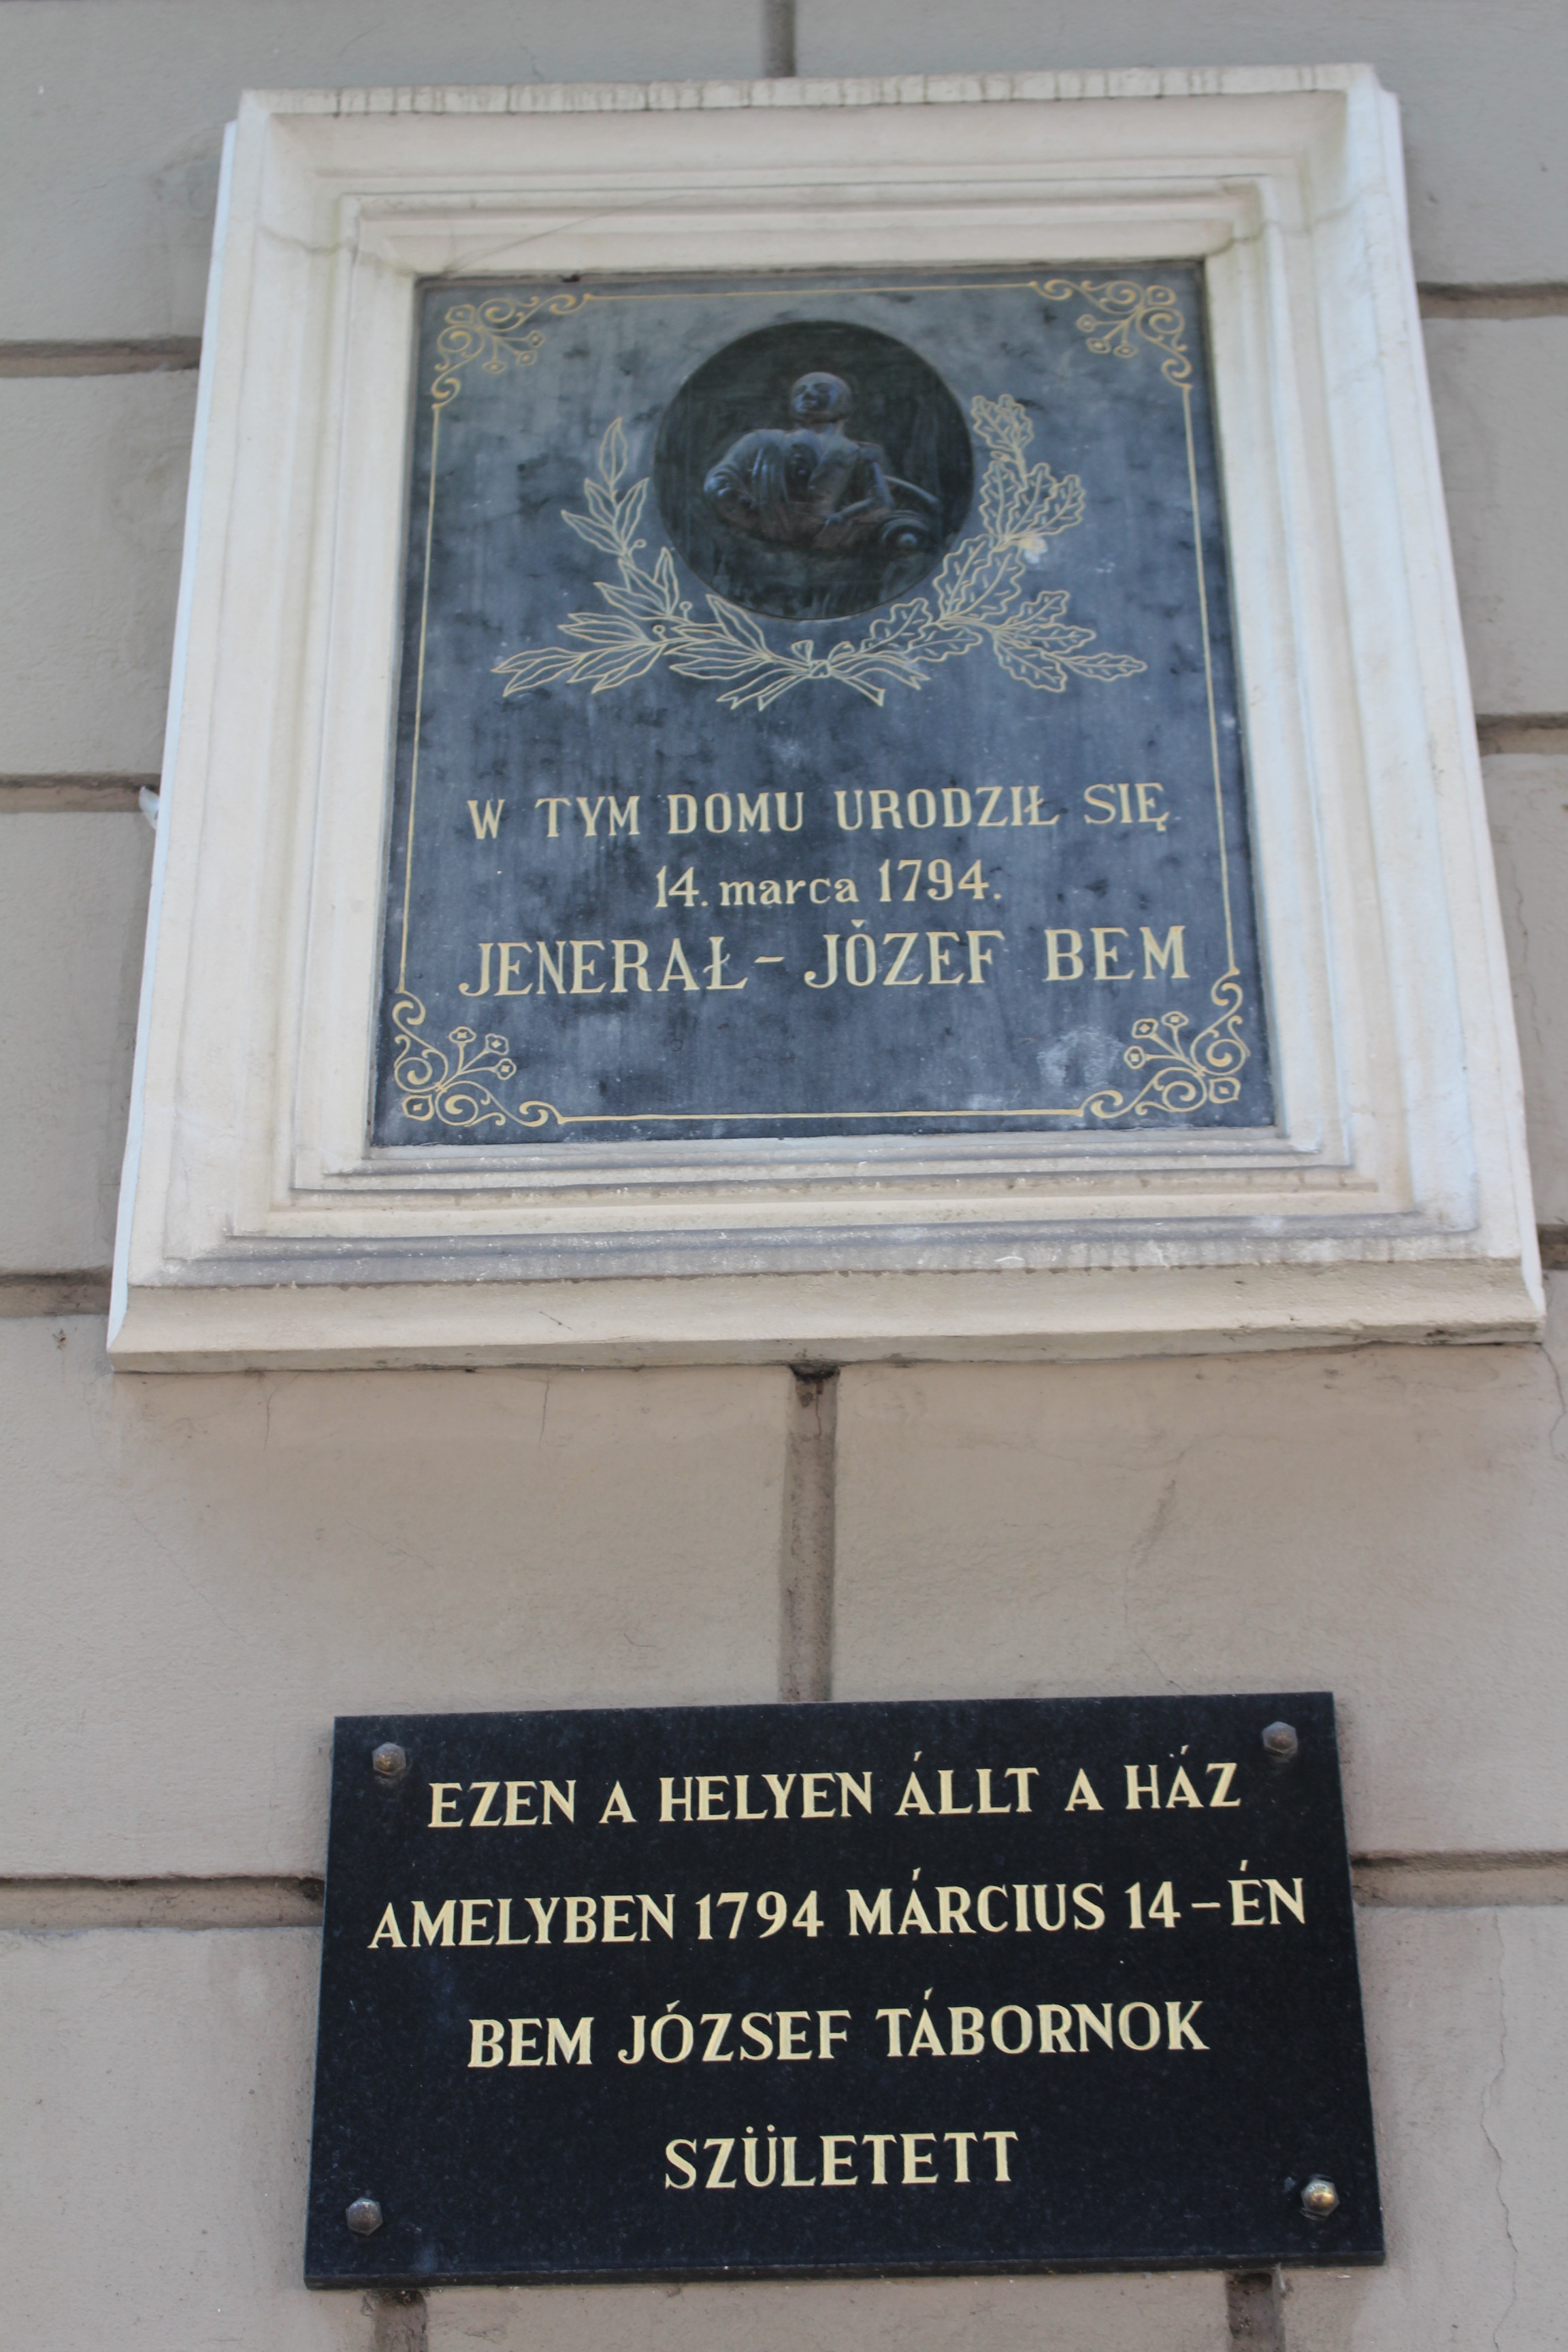 W TYM DOMU URODZIŁ SIĘ
14. marca 1794.
JENERAŁ - JÓZEF BEM
EZEN A HELYEN ÁLLT A HÁZ
AMELYBEN 1794 MÁRCIUS 14-ÉN
BEM JÓZSEF TÁBORNOK
SZÜLETETT